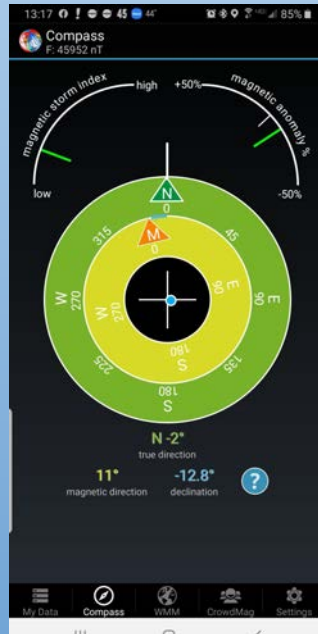 13:17 45 44° 85%
Compass
F: 45952 nT
magnetic storm index
high
low
+50%
magnetic anomaly %
-50%
N
0
45
E
90
135
180
S
225
W
270
315
M
0
E
90
180
S
W
270
N -2°
true direction
11°
magnetic direction
-12.8°
declination
?
My Data
Compass
WMM
CrowdMag
Settings